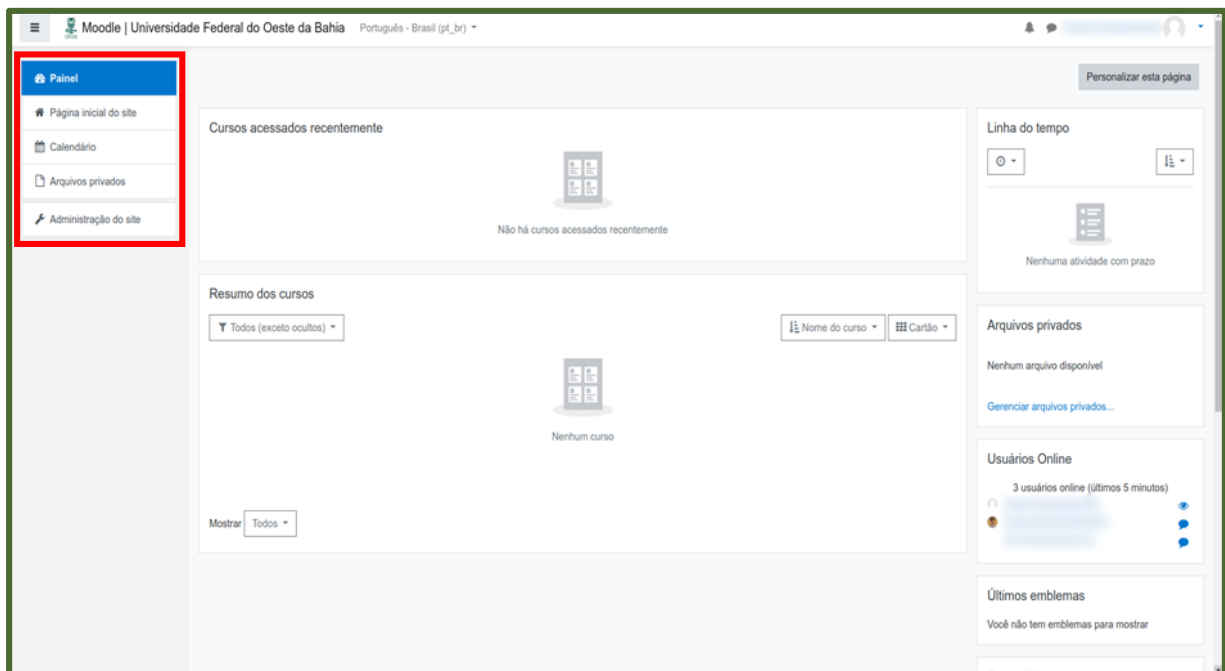 Moodle | Universidade Federal do Oeste da Bahia Português - Brasil (pt_br)
Painel
Página inicial do site
Calendário
Arquivos privados
Administração do site
Personalizar esta página
Cursos acessados recentemente
Não há cursos acessados recentemente
Resumo dos cursos
Todos (exceto ocultos)
Nome do curso
Cartão
Nenhum curso
Mostrar Todos
Linha do tempo
Nenhuma atividade com prazo
Arquivos privados
Nenhum arquivo disponível
Gerenciar arquivos privados...
Usuários Online
3 usuários online (últimos 5 minutos)
Últimos emblemas
Você não tem emblemas para mostrar